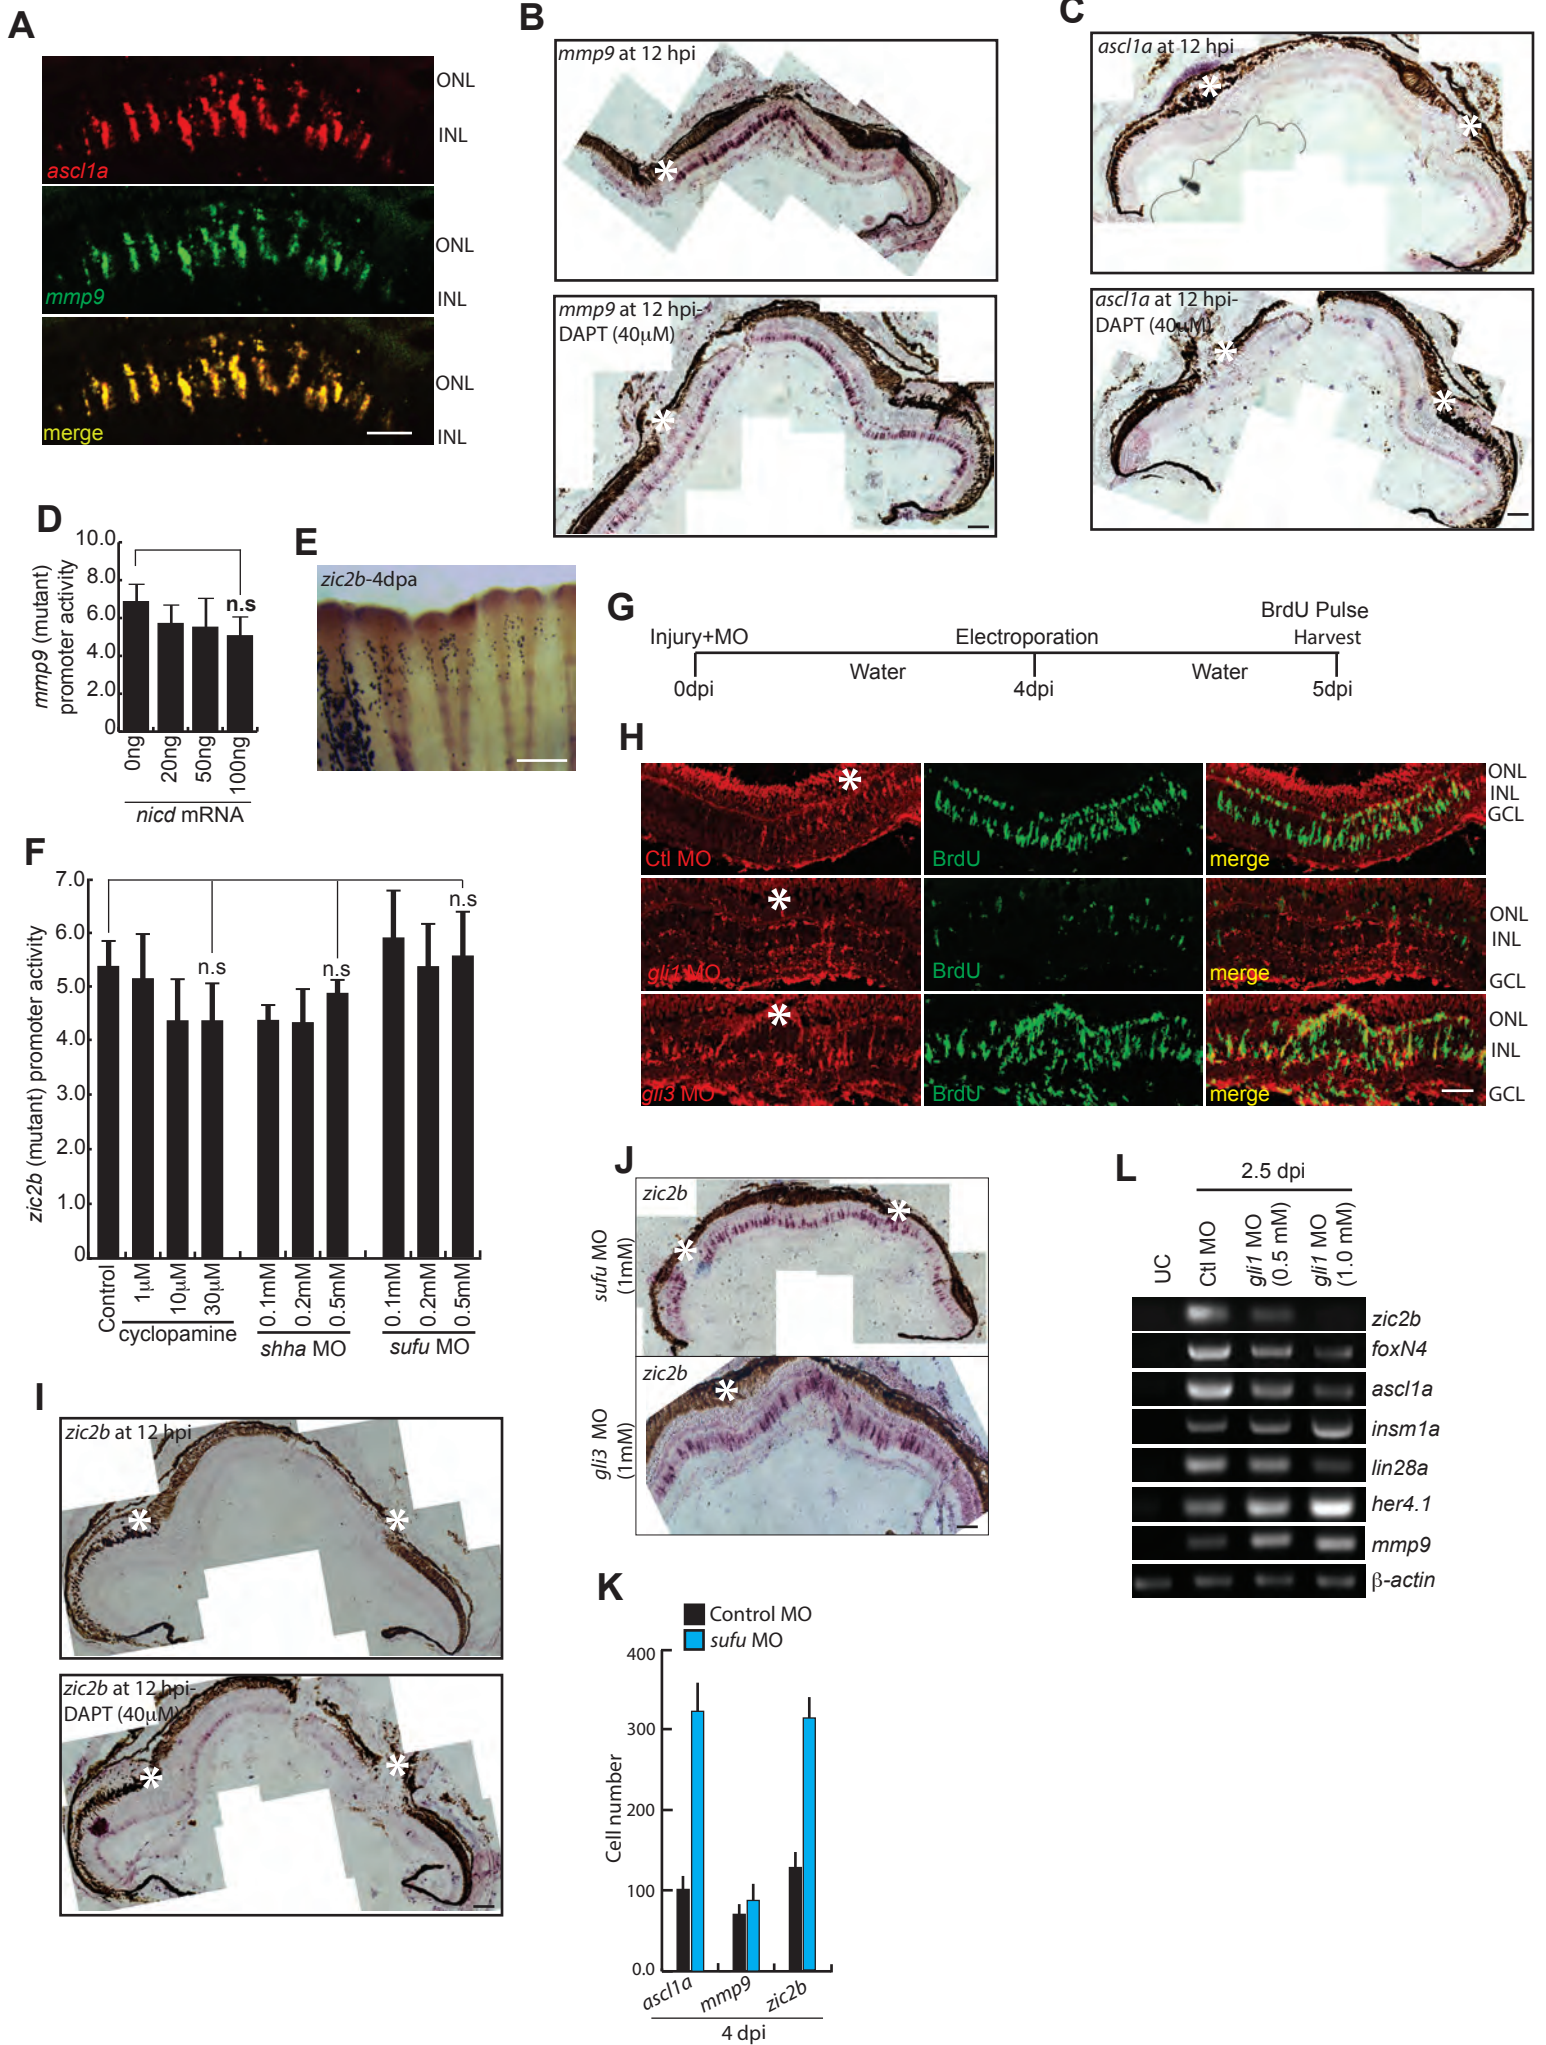 A
ascl1a
ONL
INL
mmp9
ONL
INL
merge
ONL
INL
B
mmp9 at 12 hpi
mmp9 at 12 hpi-
DAPT (40μM)
C
ascl1a at 12 hpi
ascl1a at 12 hpi-
DAPT (40μM)
D
mmp9 (mutant)
promoter activity
10.0
8.0
6.0
4.0
2.0
0
n.s
0ng
20ng
50ng
100ng
nicd mRNA
E
zic2b-4dpa
F
zic2b (mutant) promoter activity
7.0
6.0
5.0
4.0
3.0
2.0
1.0
0
n.s
n.s
n.s
Control
1μM
10μM
30μM
cyclopamine
0.1mM
0.2mM
0.5mM
shha MO
0.1mM
0.2mM
0.5mM
sufu MO
G
Injury+MO
Electroporation
BrdU Pulse
Harvest
Water
Water
0dpi
4dpi
5dpi
H
Ctl MO
BrdU
merge
ONL
INL
GCL
gli1 MO
BrdU
merge
ONL
INL
GCL
gli3 MO
BrdU
merge
ONL
INL
GCL
I
zic2b at 12 hpi
zic2b at 12 hpi-
DAPT (40μM)
J
sufu MO
(1mM)
zic2b
gli3 MO
(1mM)
zic2b
K
Control MO
sufu MO
Cell number
400
300
200
100
0.0
ascl1a
mmp9
zic2b
4 dpi
L
2.5 dpi
UC
Ctl MO
gli1 MO
(0.5 mM)
gli1 MO
(1.0 mM)
zic2b
foxN4
ascl1a
insm1a
lin28a
her4.1
mmp9
β-actin